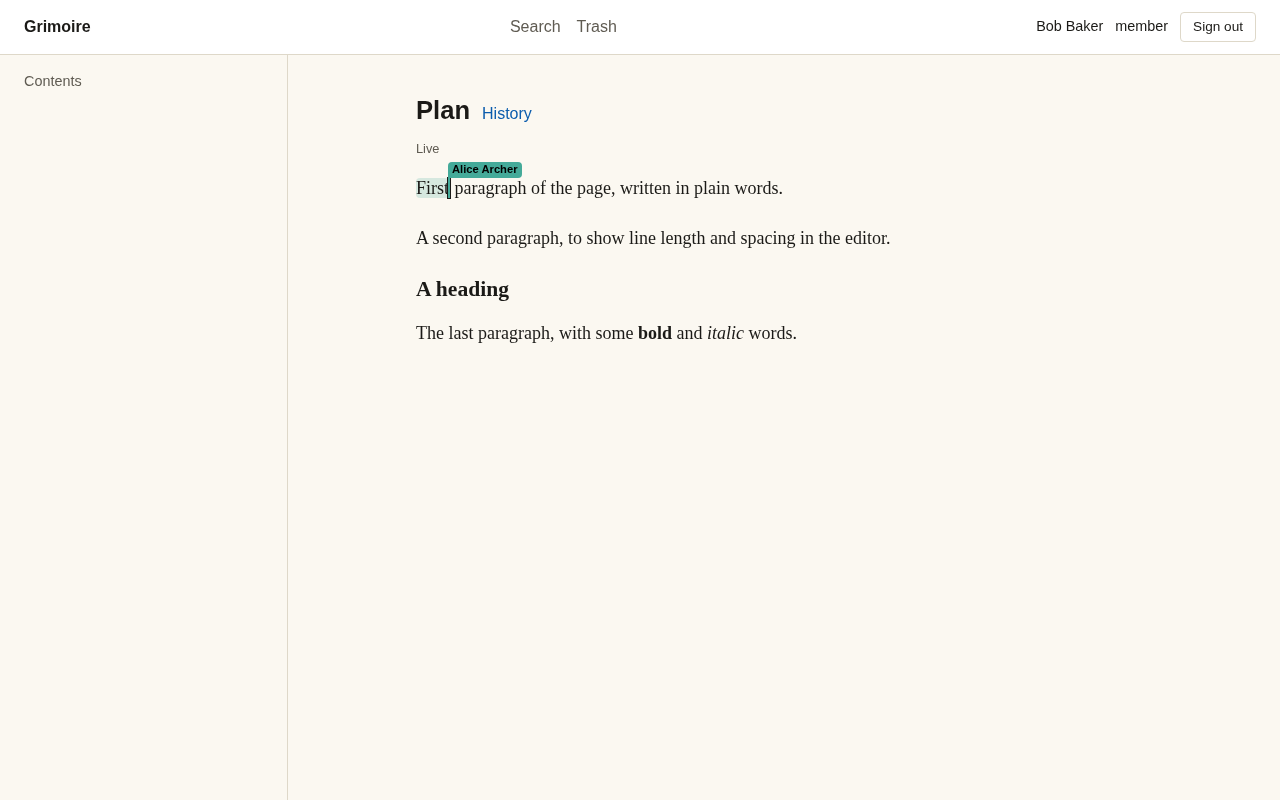 Grimoire
Search Trash
Bob Baker member Sign out
Contents
Plan History
Live
Alice Archer
First paragraph of the page, written in plain words.
A second paragraph, to show line length and spacing in the editor.
A heading
The last paragraph, with some bold and italic words.